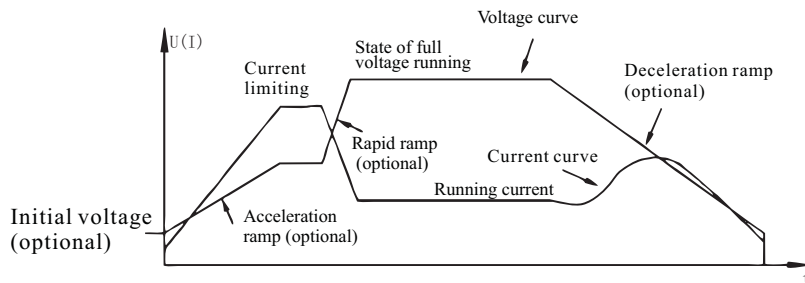 Voltage curve
U(I)
State of full
voltage running
Current
limiting
Deceleration ramp
(optional)
Rapid ramp
(optional)
Current curve
Running current
Initial voltage
(optional)
Acceleration
ramp (optional)